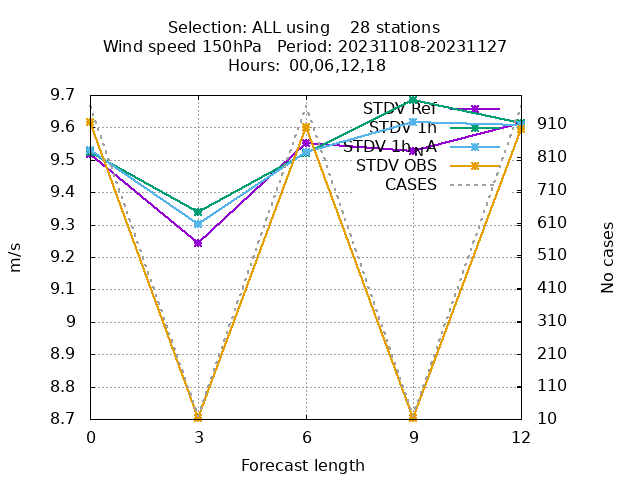 Selection: ALL using    28 stations
Wind speed 150hPa   Period: 20231108-20231127
Hours: 00,06,12,18
9.7
9.6
9.5
9.4
9.3
9.2
9.1
9
8.9
8.8
8.7
m/s
STDV Ref
STDV 1h
STDV 1h_NA
STDV OBS
CASES
910
810
710
610
510
410
310
210
110
10
No cases
0
3
6
9
12
Forecast length